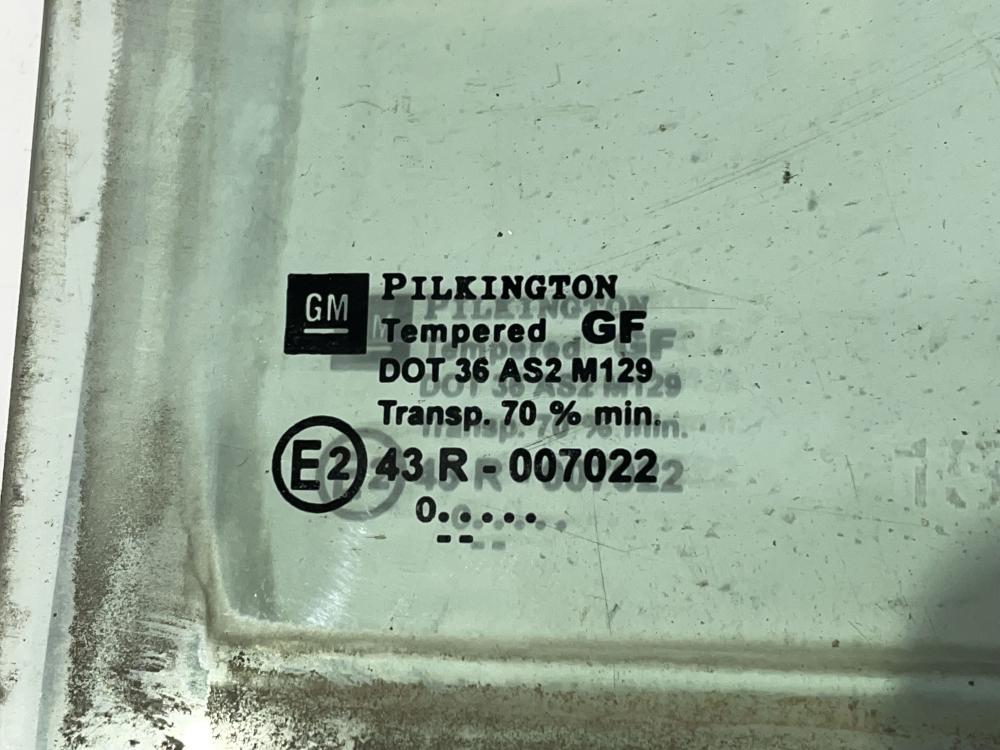 GM
PILKINGTON
Tempered GF
DOT 36 AS2 M129
Transp. 70 % min.
E2 43 R - 007022
0.....
--